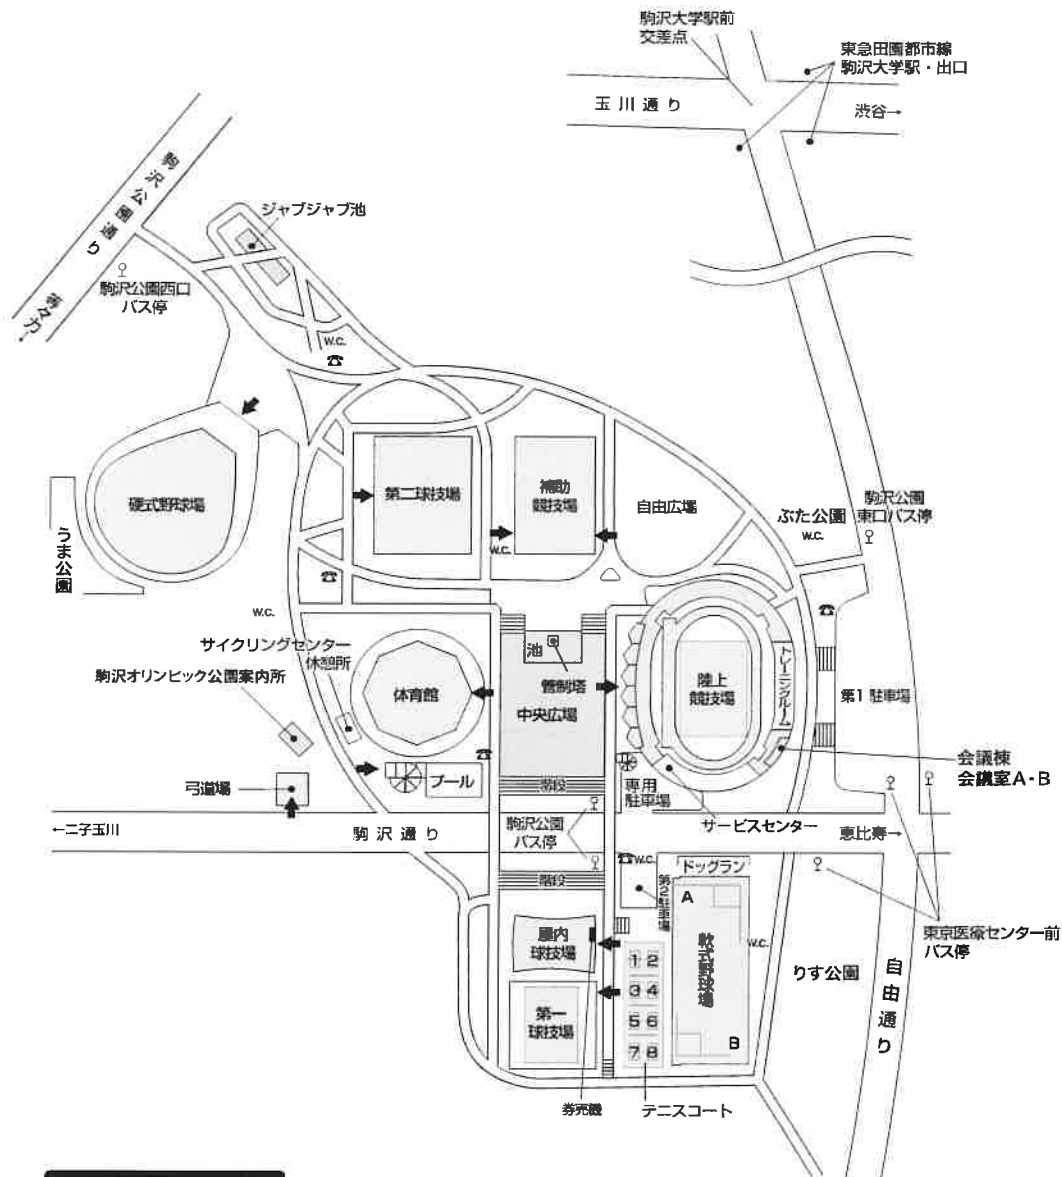 駒沢大学駅前
交差点
東急田園都市線
駒沢大学駅・出口
玉川通り
渋谷→
駒沢公園通り
等々力→
ジャブジャブ池
駒沢公園西口
バス停
W.C.
硬式野球場
うま公園
第二球技場
補助
競技場
W.C.
自由広場
ぶた公園
W.C.
駒沢公園
東口バス停
W.C.
サイクリングセンター
休憩所
駒沢オリンピック公園案内所
体育館
池
管制塔
中央広場
陸上
競技場
トレーニングルーム
第1駐車場
会議棟
会議室A・B
弓道場
プール
階段
専用
駐車場
サービスセンター
←二子玉川
駒沢通り
駒沢公園
バス停
恵比寿→
階段
W.C.
第2駐車場
ドッグラン
A
軟式野球場
B
W.C.
東京医療センター前
バス停
りす公園
自由通り
屋内
球技場
第一
球技場
1 2
3 4
5 6
7 8
券売機
テニスコート